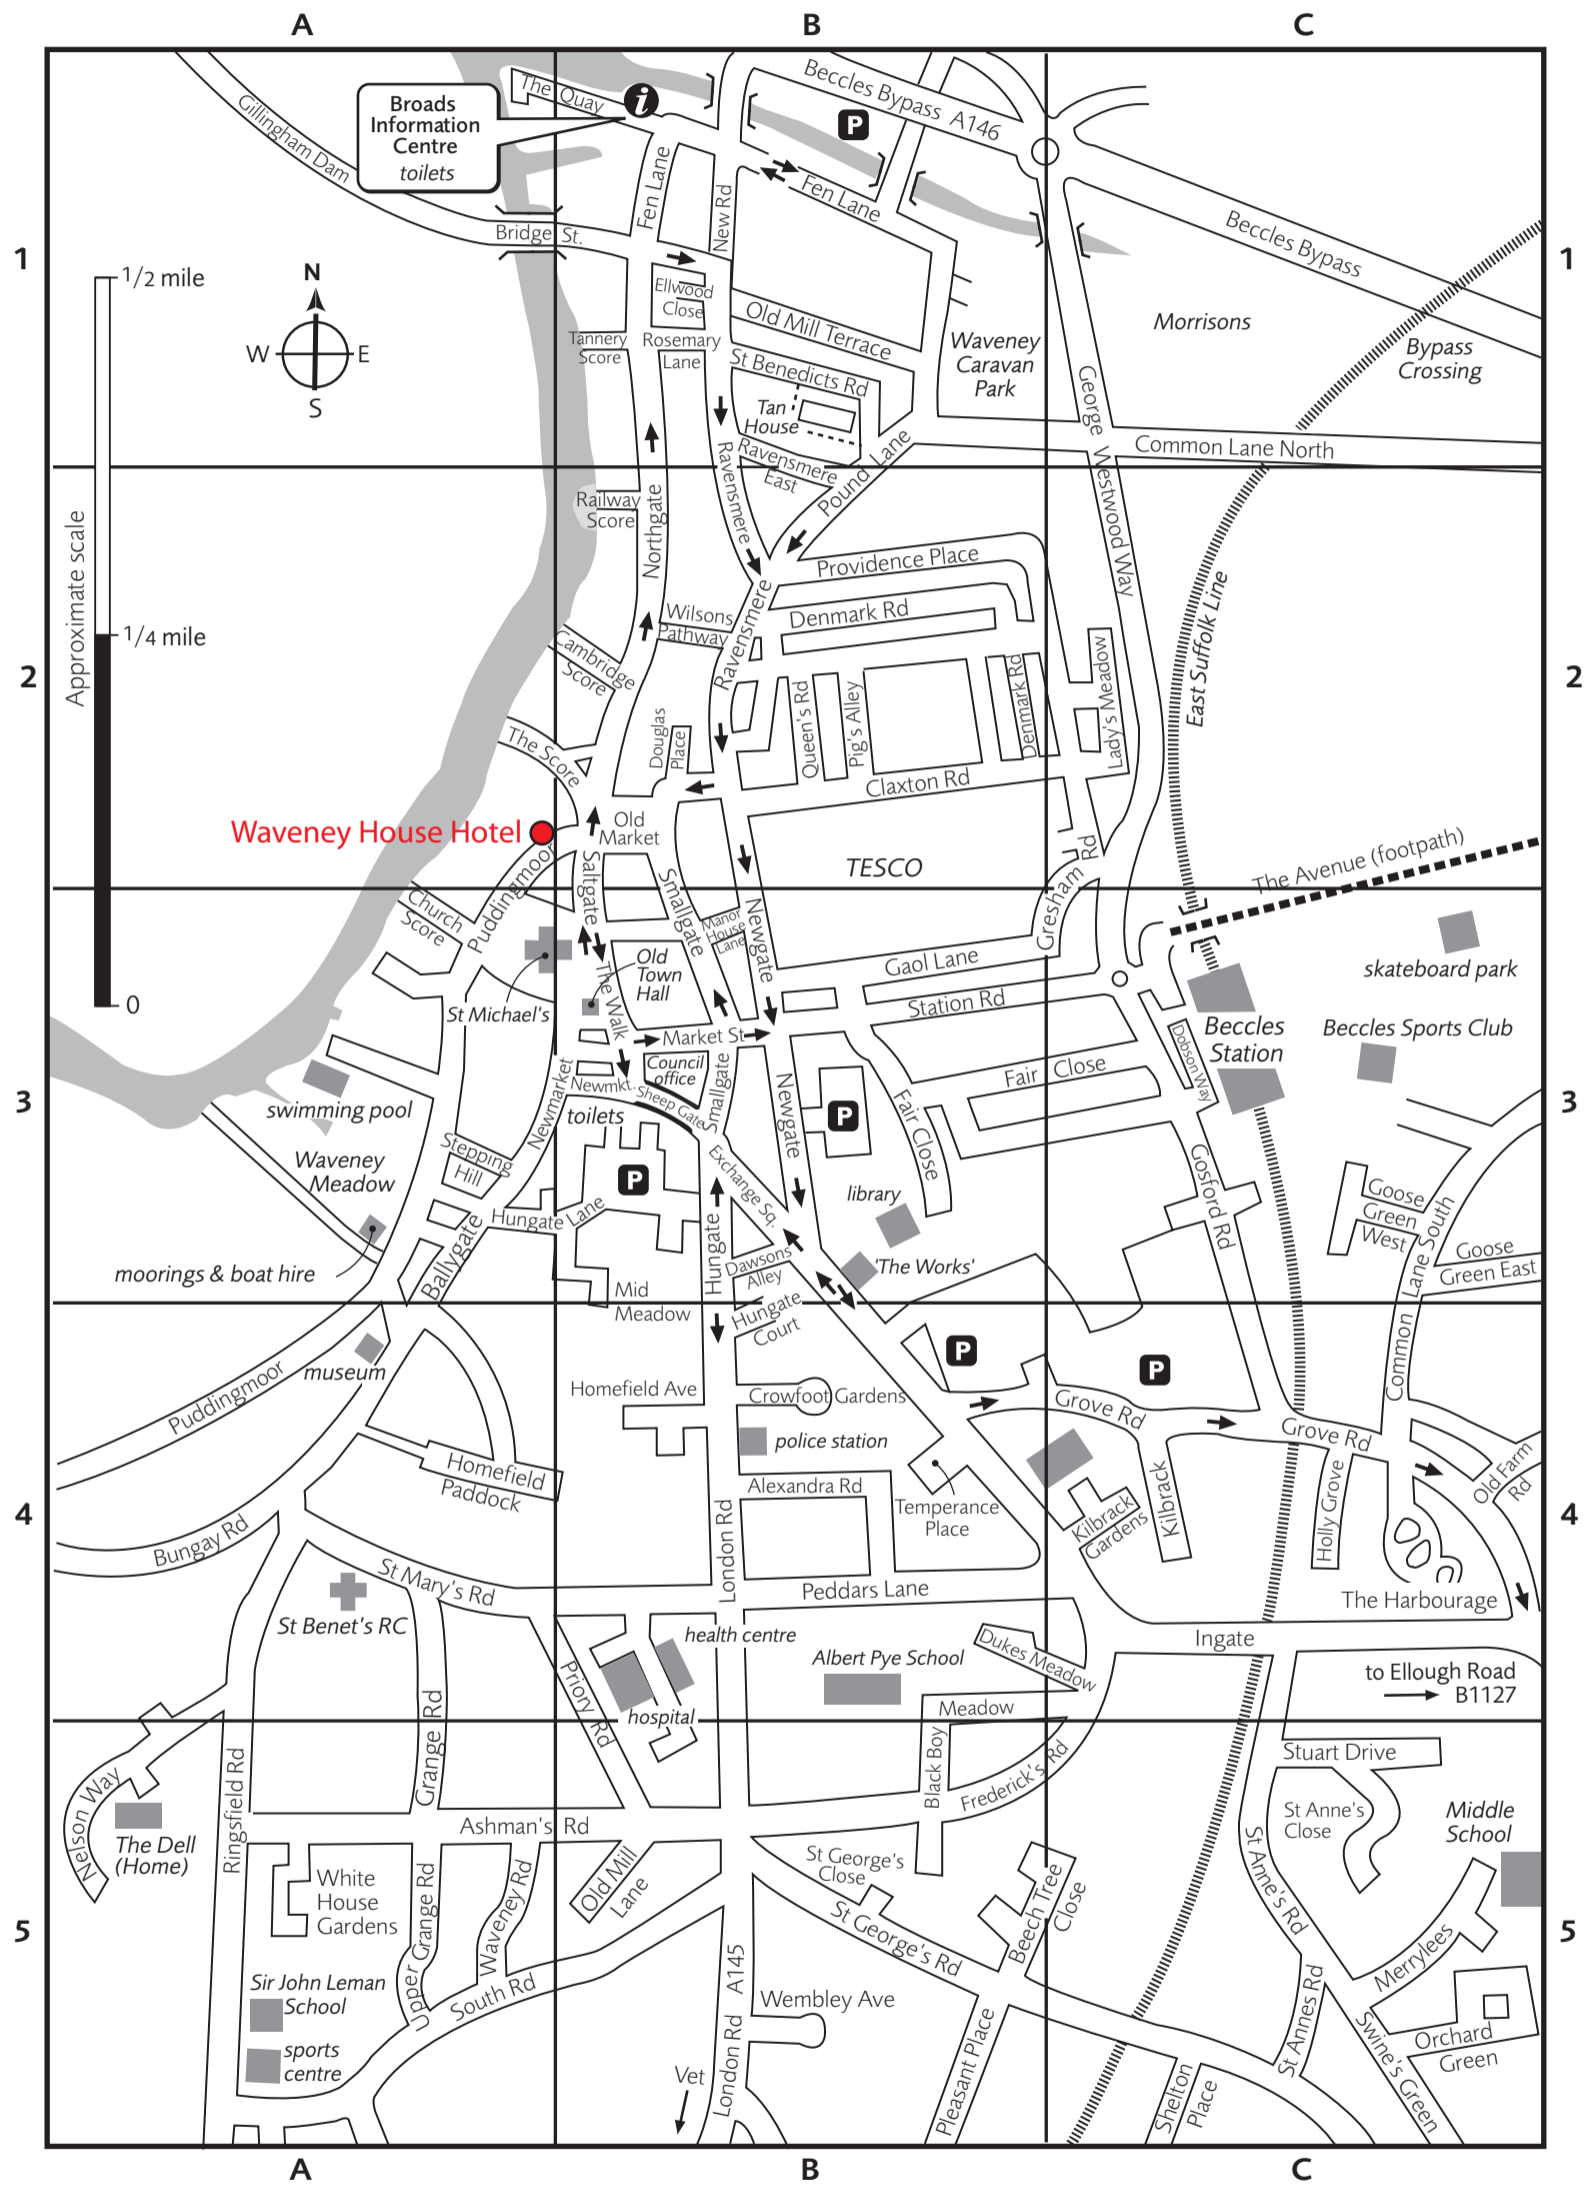 A
B
C
Beccles Bypass A146
The Quay
i
P
Broads
Information
Centre
toilets
Gillingham Dam
Fen Lane
New Rd
Fen Lane
Bridge St.
Beccles Bypass
1
1
1/2 mile
N
W
E
S
Ellwood
Close
Old Mill Terrace
Morrisons
Tannery
Score
Rosemary
Lane
St Benedicts Rd
Waveney
Caravan
Park
Bypass
Crossing
Tan
House
George Westwood Way
Common Lane North
Ravensmere
Ravensmere
East
Pound Lane
Railway
Score
Northgate
Approximate scale
Providence Place
East Suffolk Line
1/4 mile
Wilsons
Pathway
Ravensmere
Denmark Rd
Cambridge
Score
2
2
Lady's Meadow
Denmark Rd
Queen's Rd
Pig's Alley
Douglas
Place
The Score
Claxton Rd
Old
Market
Waveney House Hotel
TESCO
Gresham Rd
The Avenue (footpath)
Puddingmoor
Saltgate
Smallgate
Church
Score
Manor
House
Lane
Newgate
Gaol Lane
skateboard park
Old
Town
Hall
The Walk
St Michael's
Station Rd
0
Market St
Beccles
Station
Beccles Sports Club
Dobson Way
Council
office
Fair Close
Newmkt.
Sheep Gate
Smallgate
Newgate
3
3
swimming pool
toilets
Newmarket
P
Fair Close
Stepping
Hill
Waveney
Meadow
P
Exchange Sq.
library
Gosford Rd
Goose
Green
West
Common Lane South
Hungate Lane
Ballygate
Hungate
Dawsons
Alley
'The Works'
Goose
Green East
moorings & boat hire
Mid
Meadow
Hungate
Court
P
P
museum
Puddingmoor
Homefield Ave
Crowfoot Gardens
Grove Rd
Grove Rd
police station
Homefield
Paddock
Alexandra Rd
Temperance
Place
Kilbrack
Gardens
Kilbrack
Holly Grove
Old Farm
Rd
4
4
Bungay Rd
London Rd
St Mary's Rd
Peddars Lane
The Harbourage
St Benet's RC
health centre
Albert Pye School
Dukes Meadow
Ingate
to Ellough Road
B1127
Priory Rd
hospital
Meadow
Black Boy
Grange Rd
Frederick's Rd
Stuart Drive
Nelson Way
Ringsfield Rd
The Dell
(Home)
Ashman's Rd
St Anne's
Close
Middle
School
St George's
Close
White
House
Gardens
Upper Grange Rd
Waveney Rd
Old Mill
Lane
St George's Rd
Beech Tree
Close
St Anne's Rd
5
5
Merrylees
Sir John Leman
School
South Rd
A145
Wembley Ave
London Rd
Pleasant Place
St Annes Rd
Swine's Green
Orchard
Green
sports
centre
Vet
Shelton
Place
A
B
C